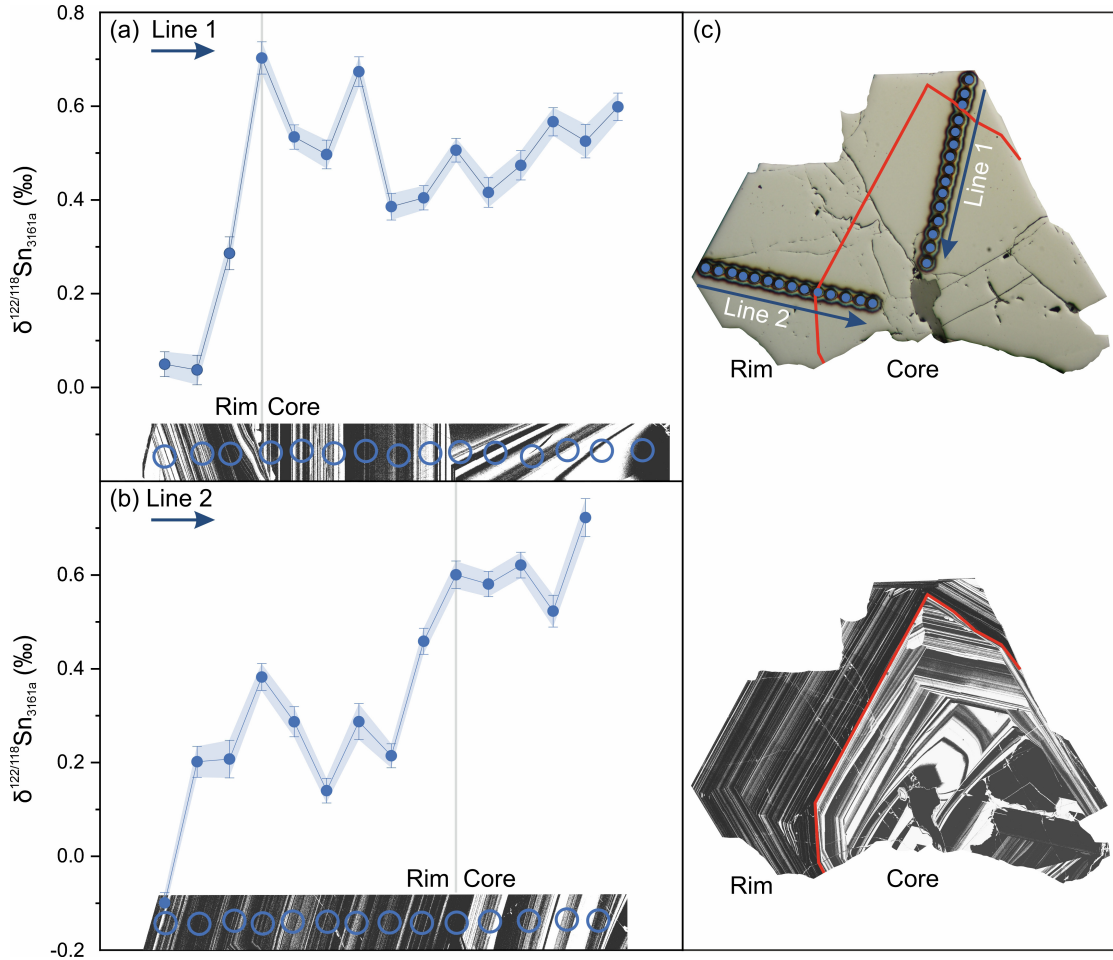 (a) Line 1
0.8
0.6
0.4
0.2
0.0
δ122/118Sn3161a (‰)
Rim Core
(b) Line 2
0.6
0.4
0.2
0.0
-0.2
δ122/118Sn3161a (‰)
Rim Core
(c)
Line 1
Line 2
Rim Core
Rim Core